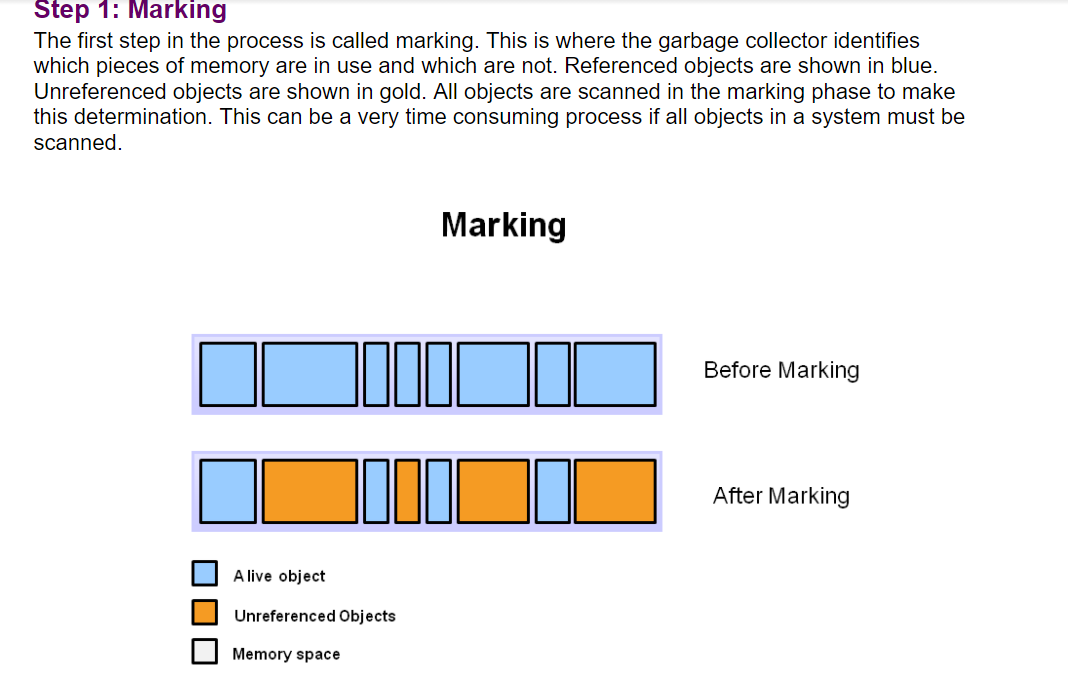 Step 1: Marking
The first step in the process is called marking. This is where the garbage collector identifies
which pieces of memory are in use and which are not. Referenced objects are shown in blue.
Unreferenced objects are shown in gold. All objects are scanned in the marking phase to make
this determination. This can be a very time consuming process if all objects in a system must be
scanned.
Marking
Before Marking
After Marking
Alive object
Unreferenced Objects
Memory space